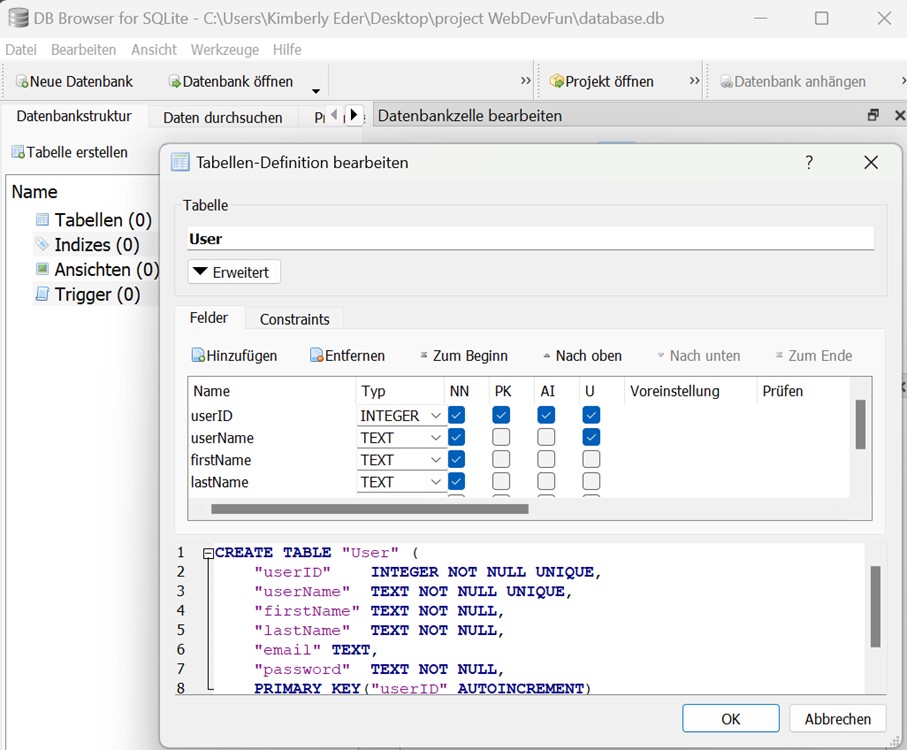 DB Browser for SQLite - C:\Users\Kimberly Eder\Desktop\project WebDevFun\database.db
Datei Bearbeiten Ansicht Werkzeuge Hilfe
Neue Datenbank Datenbank öffnen » Projekt öffnen » Datenbank anhängen
Datenbankstruktur Daten durchsuchen Datenbankzelle bearbeiten
Tabelle erstellen
Name
Tabellen (0)
Indizes (0)
Ansichten (0)
Trigger (0)
Tabellen-Definition bearbeiten ?
Tabelle
User
Erweitert
Felder Constraints
Hinzufügen Entfernen Zum Beginn Nach oben Nach unten Zum Ende
Name Typ NN PK AI U Voreinstellung Prüfen
userID INTEGER
userName TEXT
firstName TEXT
lastName TEXT
1 CREATE TABLE "User" (
2 "userID" INTEGER NOT NULL UNIQUE,
3 "userName" TEXT NOT NULL UNIQUE,
4 "firstName" TEXT NOT NULL,
5 "lastName" TEXT NOT NULL,
6 "email" TEXT,
7 "password" TEXT NOT NULL,
8 PRIMARY KEY("userID" AUTOINCREMENT)
OK Abbrechen